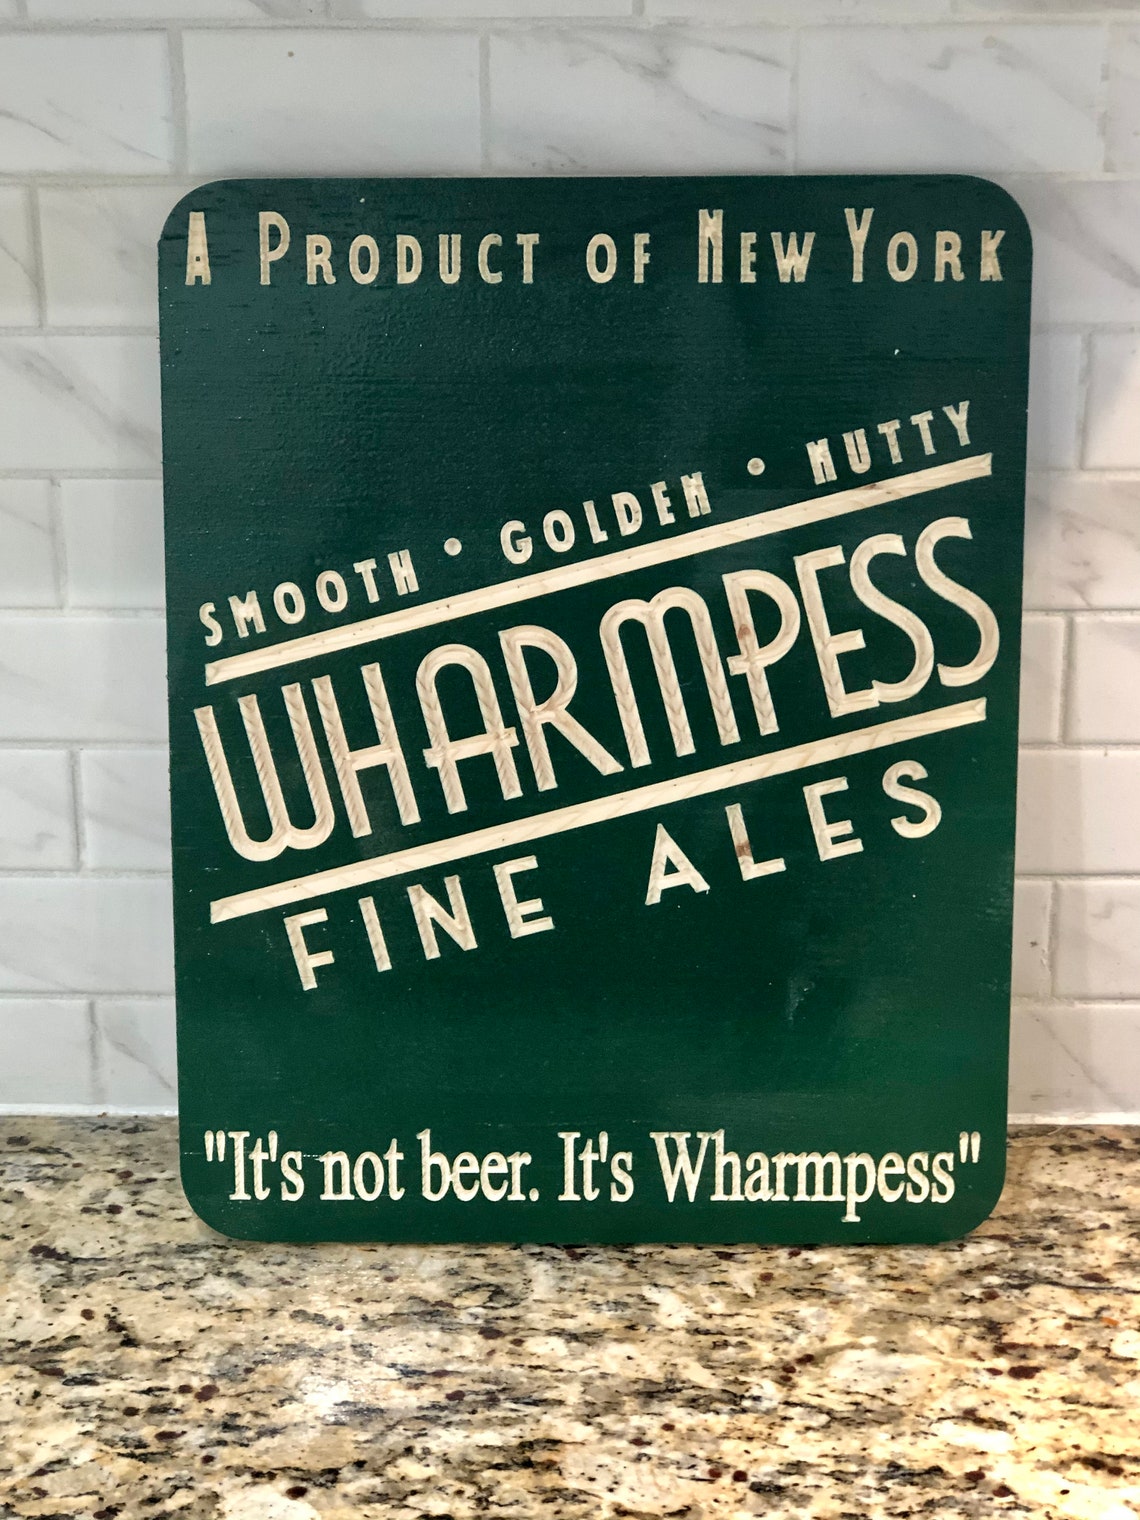 A PRODUCT OF NEW YORK
SMOOTH • GOLDEN • NUTTY
WHARMPESS
FINE ALES
"It's not beer. It's Wharmpess"